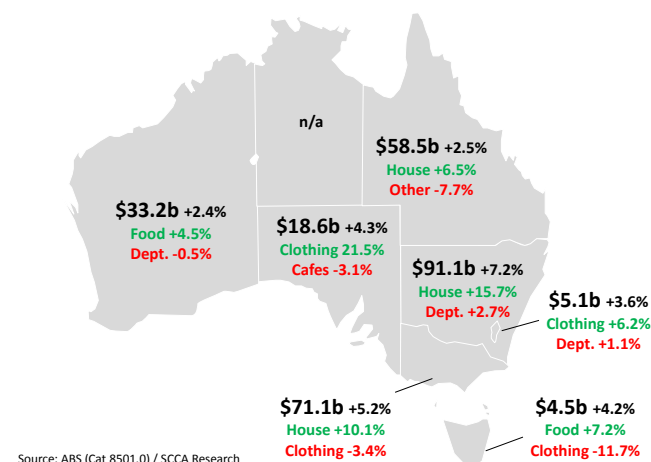 n/a
$58.5b +2.5%
House +6.5%
Other -7.7%
$33.2b +2.4%
Food +4.5%
Dept. -0.5%
$18.6b +4.3%
Clothing 21.5%
Cafes -3.1%
$91.1b +7.2%
House +15.7%
Dept. +2.7%
$5.1b +3.6%
Clothing +6.2%
Dept. +1.1%
$71.1b +5.2%
House +10.1%
Clothing -3.4%
$4.5b +4.2%
Food +7.2%
Clothing -11.7%
Source: ABS (Cat 8501.0) / SCCA Research